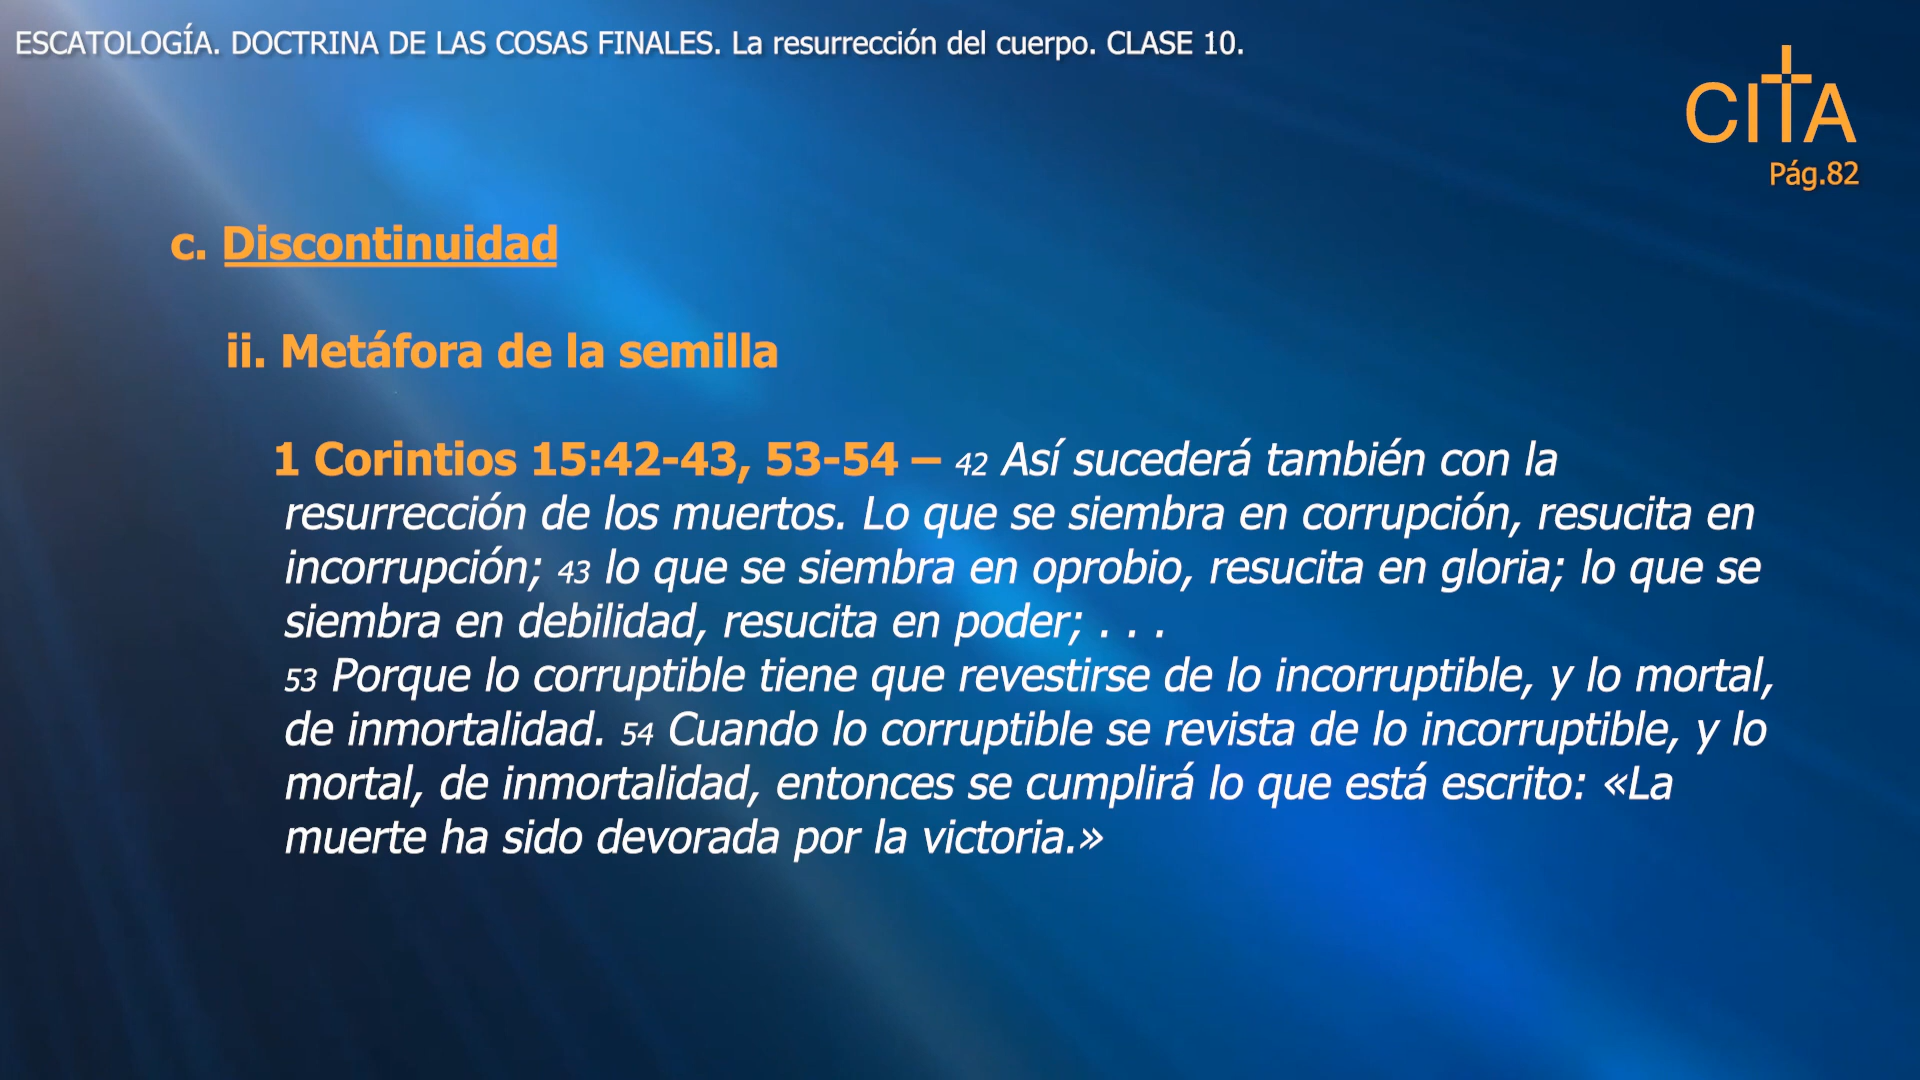 ESCATOLOGÍA. DOCTRINA DE LAS COSAS FINALES. La resurrección del cuerpo. CLASE 10.
CITA
Pág.82
c. Discontinuidad
ii. Metáfora de la semilla
1 Corintios 15:42-43, 53-54 – 42 Así sucederá también con la
resurrección de los muertos. Lo que se siembra en corrupción, resucita en
incorrupción; 43 lo que se siembra en oprobio, resucita en gloria; lo que se
siembra en debilidad, resucita en poder; . . .
53 Porque lo corruptible tiene que revestirse de lo incorruptible, y lo mortal,
de inmortalidad. 54 Cuando lo corruptible se revista de lo incorruptible, y lo
mortal, de inmortalidad, entonces se cumplirá lo que está escrito: «La
muerte ha sido devorada por la victoria.»